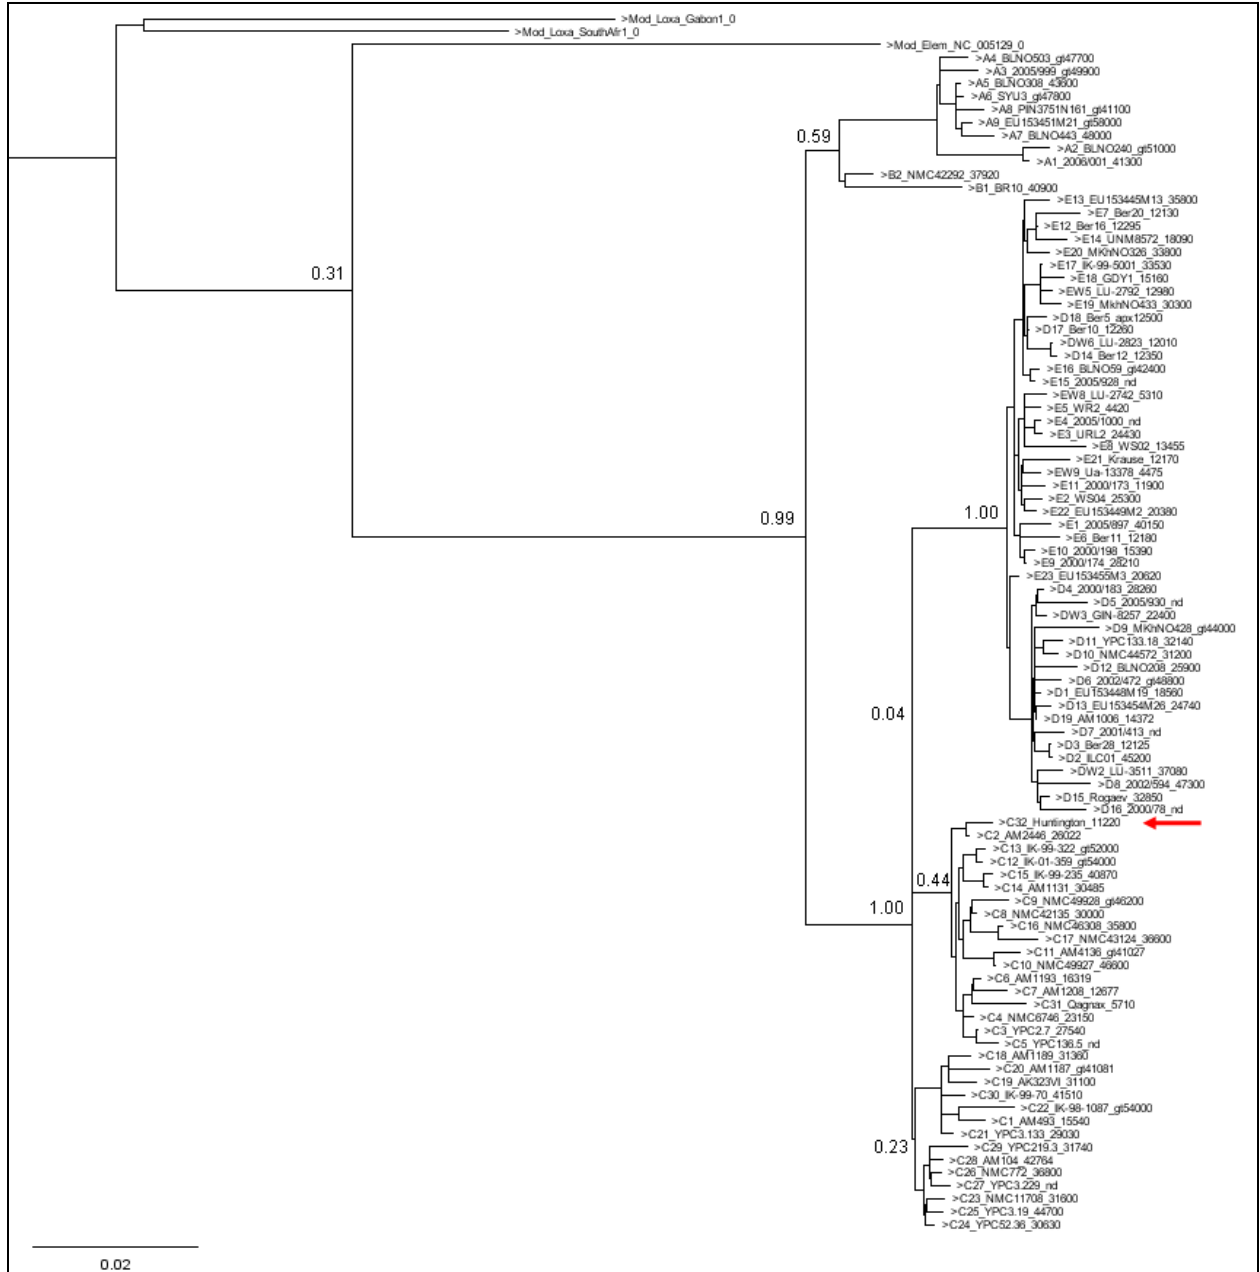 >Mod_Loxa_Gabon1_0
>Mod_Loxa_SouthAfr1_0
>Mod_Elem_NC_005129_0
>A4_BLNO503_gt47700
>A3_2005/999_gt49900
>A5_BLNO308_43600
>A6_SYU3_gt47800
>A8_PIN3751N161_gt41100
>A9_EU153451M21_gt58000
>A7_BLNO443_48000
0.59
>A2_BLNO240_gt51000
>A1_2006/001_41300
>B2_NMC42292_37920
>B1_BR10_40900
>E13_EU153445M13_35800
>E7_Ber20_12130
>E12_Ber16_12295
>E14_UNM8572_18090
>E20_MKhNO326_33800
>E17_IK-99-5001_33530
0.31
>E18_GDY1_15160
>EW5_LU-2792_12980
>E19_MkhNO433_30300
>D18_Ber5_apx12500
>D17_Ber10_12260
>DW6_LU-2823_12010
>D14_Ber12_12350
>E16_BLNO59_gt42400
>E15_2005/928_nd
>EW8_LU-2742_5310
>E5_WR2_4420
>E4_2005/1000_nd
>E3_URL2_24430
>E8_WS02_13455
>E21_Krause_12170
>EW9_Ua-13378_4475
>E11_2000/173_11900
>E2_WS04_25300
>E22_EU153449M2_20380
1.00
0.99
>E1_2005/897_40150
>E6_Ber11_12180
>E10_2000/198_15390
>E9_2000/174_28210
>E23_EU153455M3_20620
>D4_2000/183_28260
>D5_2005/930_nd
>DW3_GIN-8257_22400
>D9_MKhNO428_gt44000
>D11_YPC133.18_32140
>D10_NMC44572_31200
>D12_BLNO208_25900
>D6_2002/472_gt48800
>D1_EU153448M19_18560
>D13_EU153454M26_24740
0.04
>D19_AM1006_14372
>D7_2001/413_nd
>D3_Ber28_12125
>D2_ILC01_45200
>DW2_LU-3511_37080
>D8_2002/594_47300
>D15_Rogaev_32850
>D16_2000/78_nd
>C32_Huntington_11220
>C2_AM2446_26022
>C13_IK-99-322_gt52000
>C12_IK-01-359_gt54000
>C15_IK-99-235_40870
0.44
>C14_AM1131_30485
>C9_NMC49928_gt46200
1.00
>C8_NMC42135_30000
>C16_NMC46308_35800
>C17_NMC43124_36600
>C11_AM4136_gt41027
>C10_NMC49927_46600
>C6_AM1193_16319
>C7_AM1208_12677
>C31_Qagnax_5710
>C4_NMC6746_23150
>C3_YPC2.7_27540
>C5_YPC136.5_nd
>C18_AM1189_31360
>C20_AM1187_gt41081
>C19_AK323VI_31100
>C30_IK-99-70_41510
>C22_IK-98-1087_gt54000
>C1_AM493_15540
>C21_YPC3.133_29030
0.23
>C29_YPC219.3_31740
>C28_AM104_42764
>C26_NMC772_36800
>C27_YPC3.229_nd
>C23_NMC11708_31600
>C25_YPC3.19_44700
>C24_YPC52.36_30630
0.02